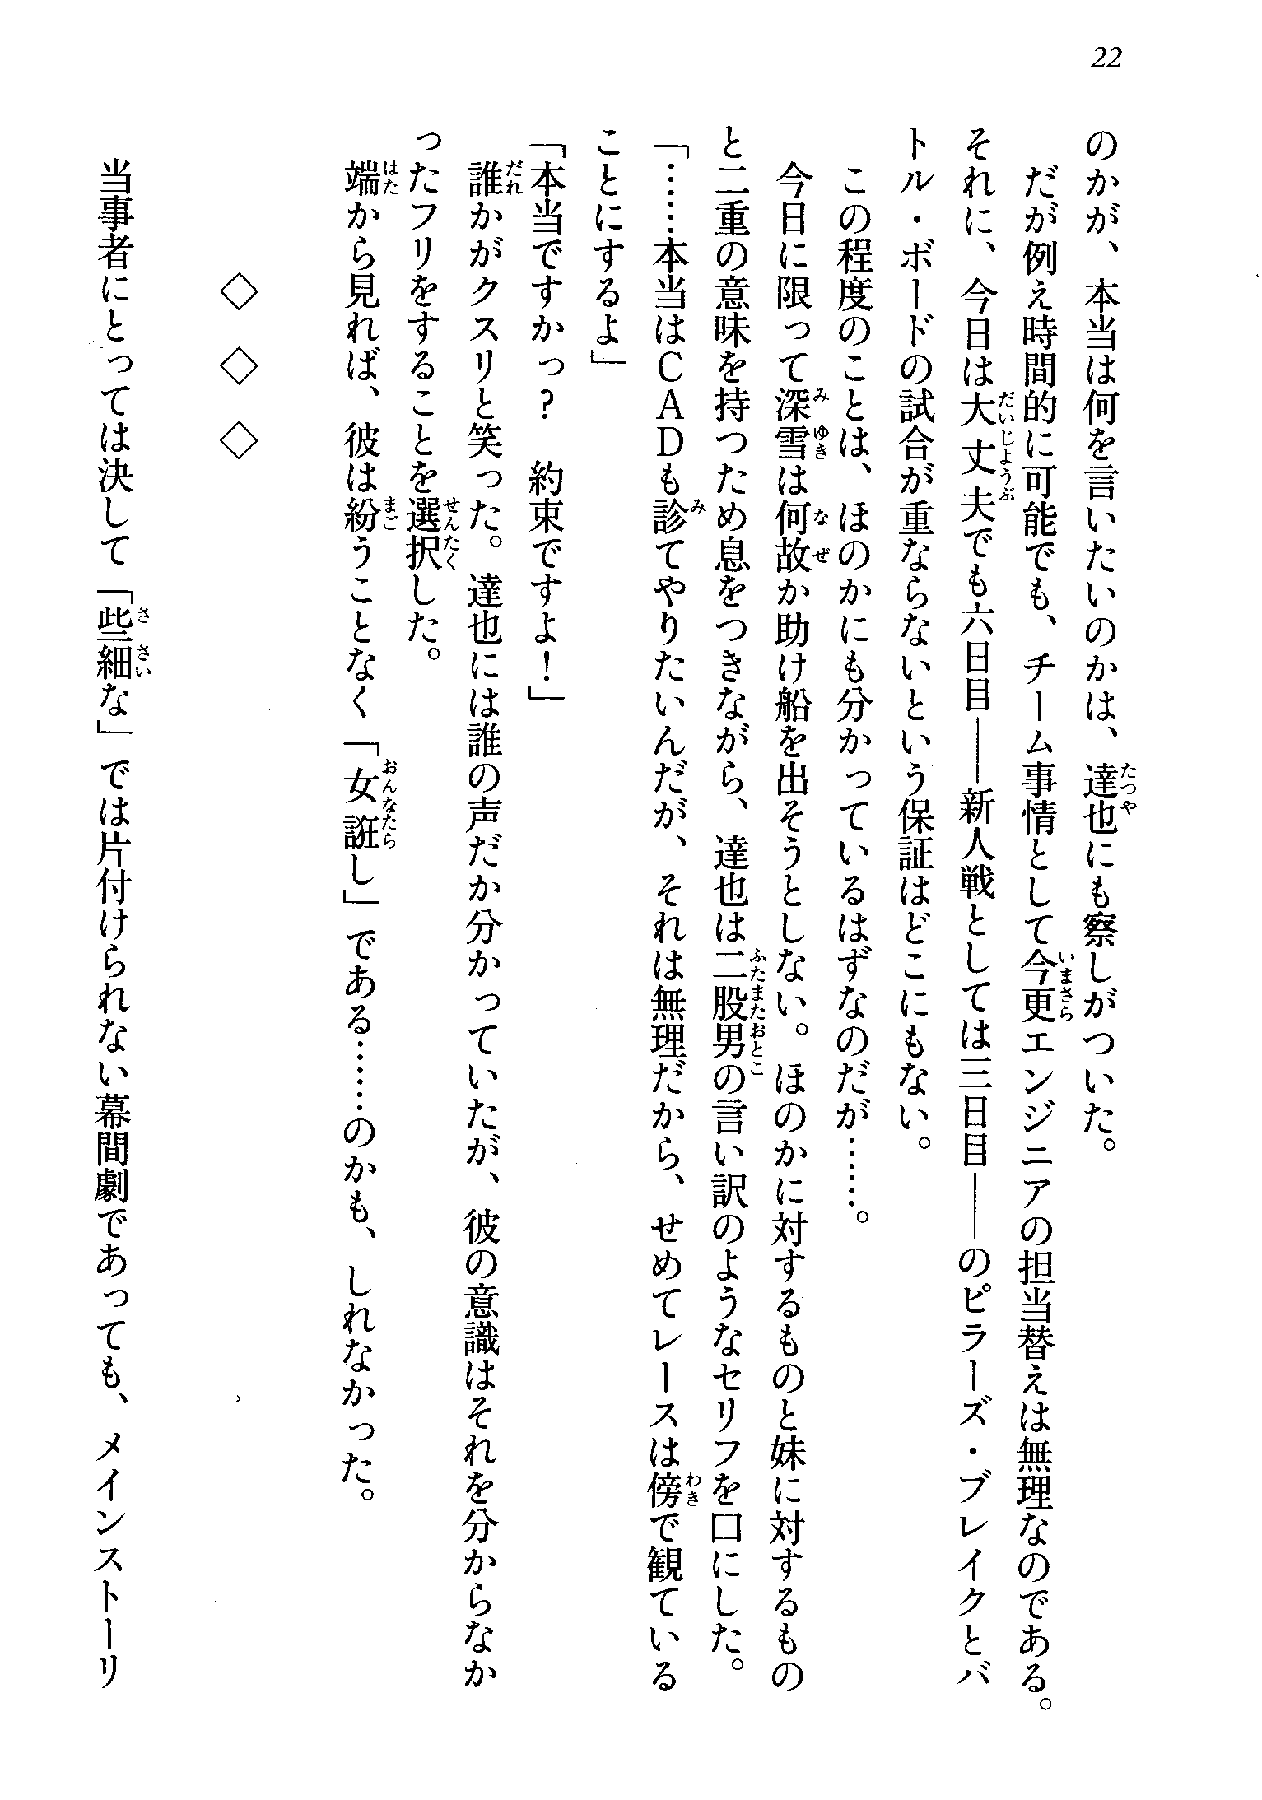 22
のかが、本当は何を言いたいのかは、達也にも察しがついた。
　だが例え時間的に可能でも、チーム事情として今更エンジニアの担当替えは無理なのである。
それに、今日は大丈夫でも六日目――新人戦としては三日目――のピラーズ・ブレイクとバ
トル・ボードの試合が重ならないという保証はどこにもない。
　この程度のことは、ほのかにも分かっているはずなのだが……。
　今日に限って深雪は何故か助け船を出そうとしない。ほのかに対するものと妹に対するもの
と二重の意味を持つため息をつきながら、達也は二股男の言い訳のようなセリフを口にした。
「……本当はＣＡＤも診てやりたいんだが、それは無理だから、せめてレースは傍で観ている
ことにするよ」
「本当ですかっ？　約束ですよ！」
　誰かがクスリと笑った。達也には誰の声だか分かっていたが、彼の意識はそれを分からなか
ったフリをすることを選択した。
　端から見れば、彼は紛うことなく「女誑し」である……のかも、しれなかった。
◇　◇　◇
　当事者にとっては決して「些細な」では片付けられない幕間劇であっても、メインストーリ